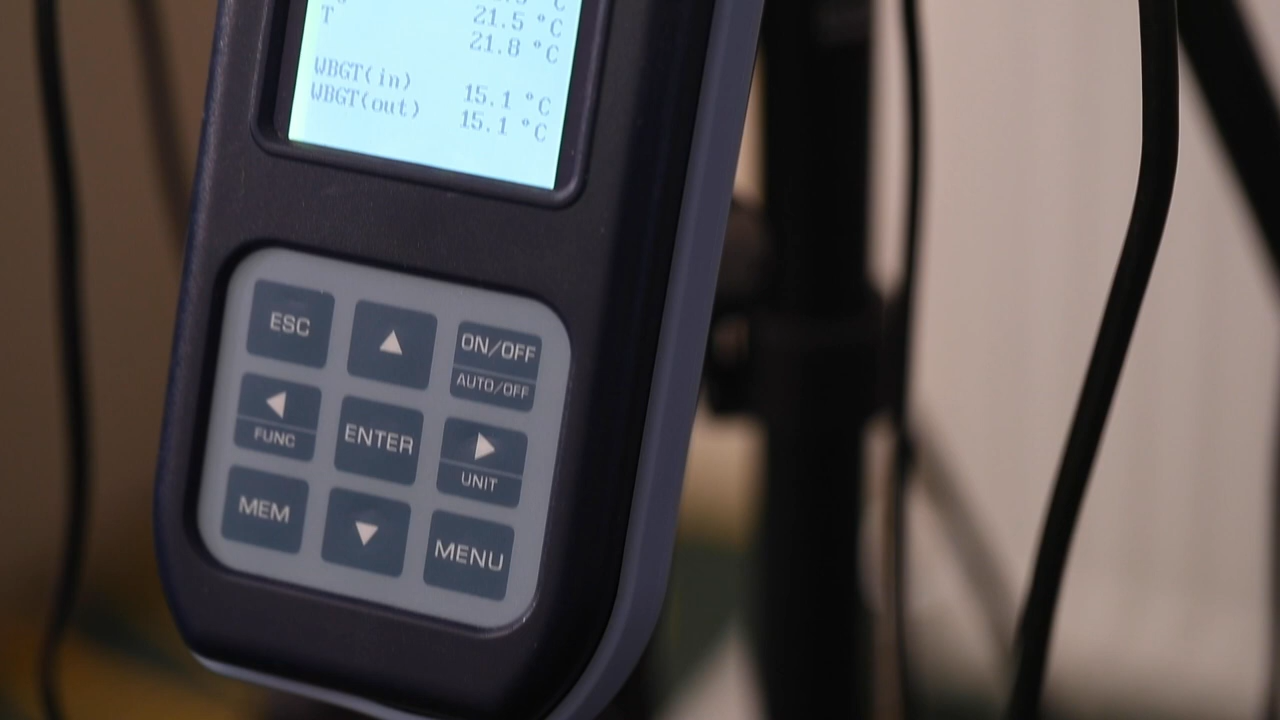 21.5 °C
T 21.8 °C
WBGT(in) 15.1 °C
WBGT(out) 15.1 °C
ESC
ON/OFF
AUTO/OFF
FUNC
ENTER
UNIT
MEM
MENU